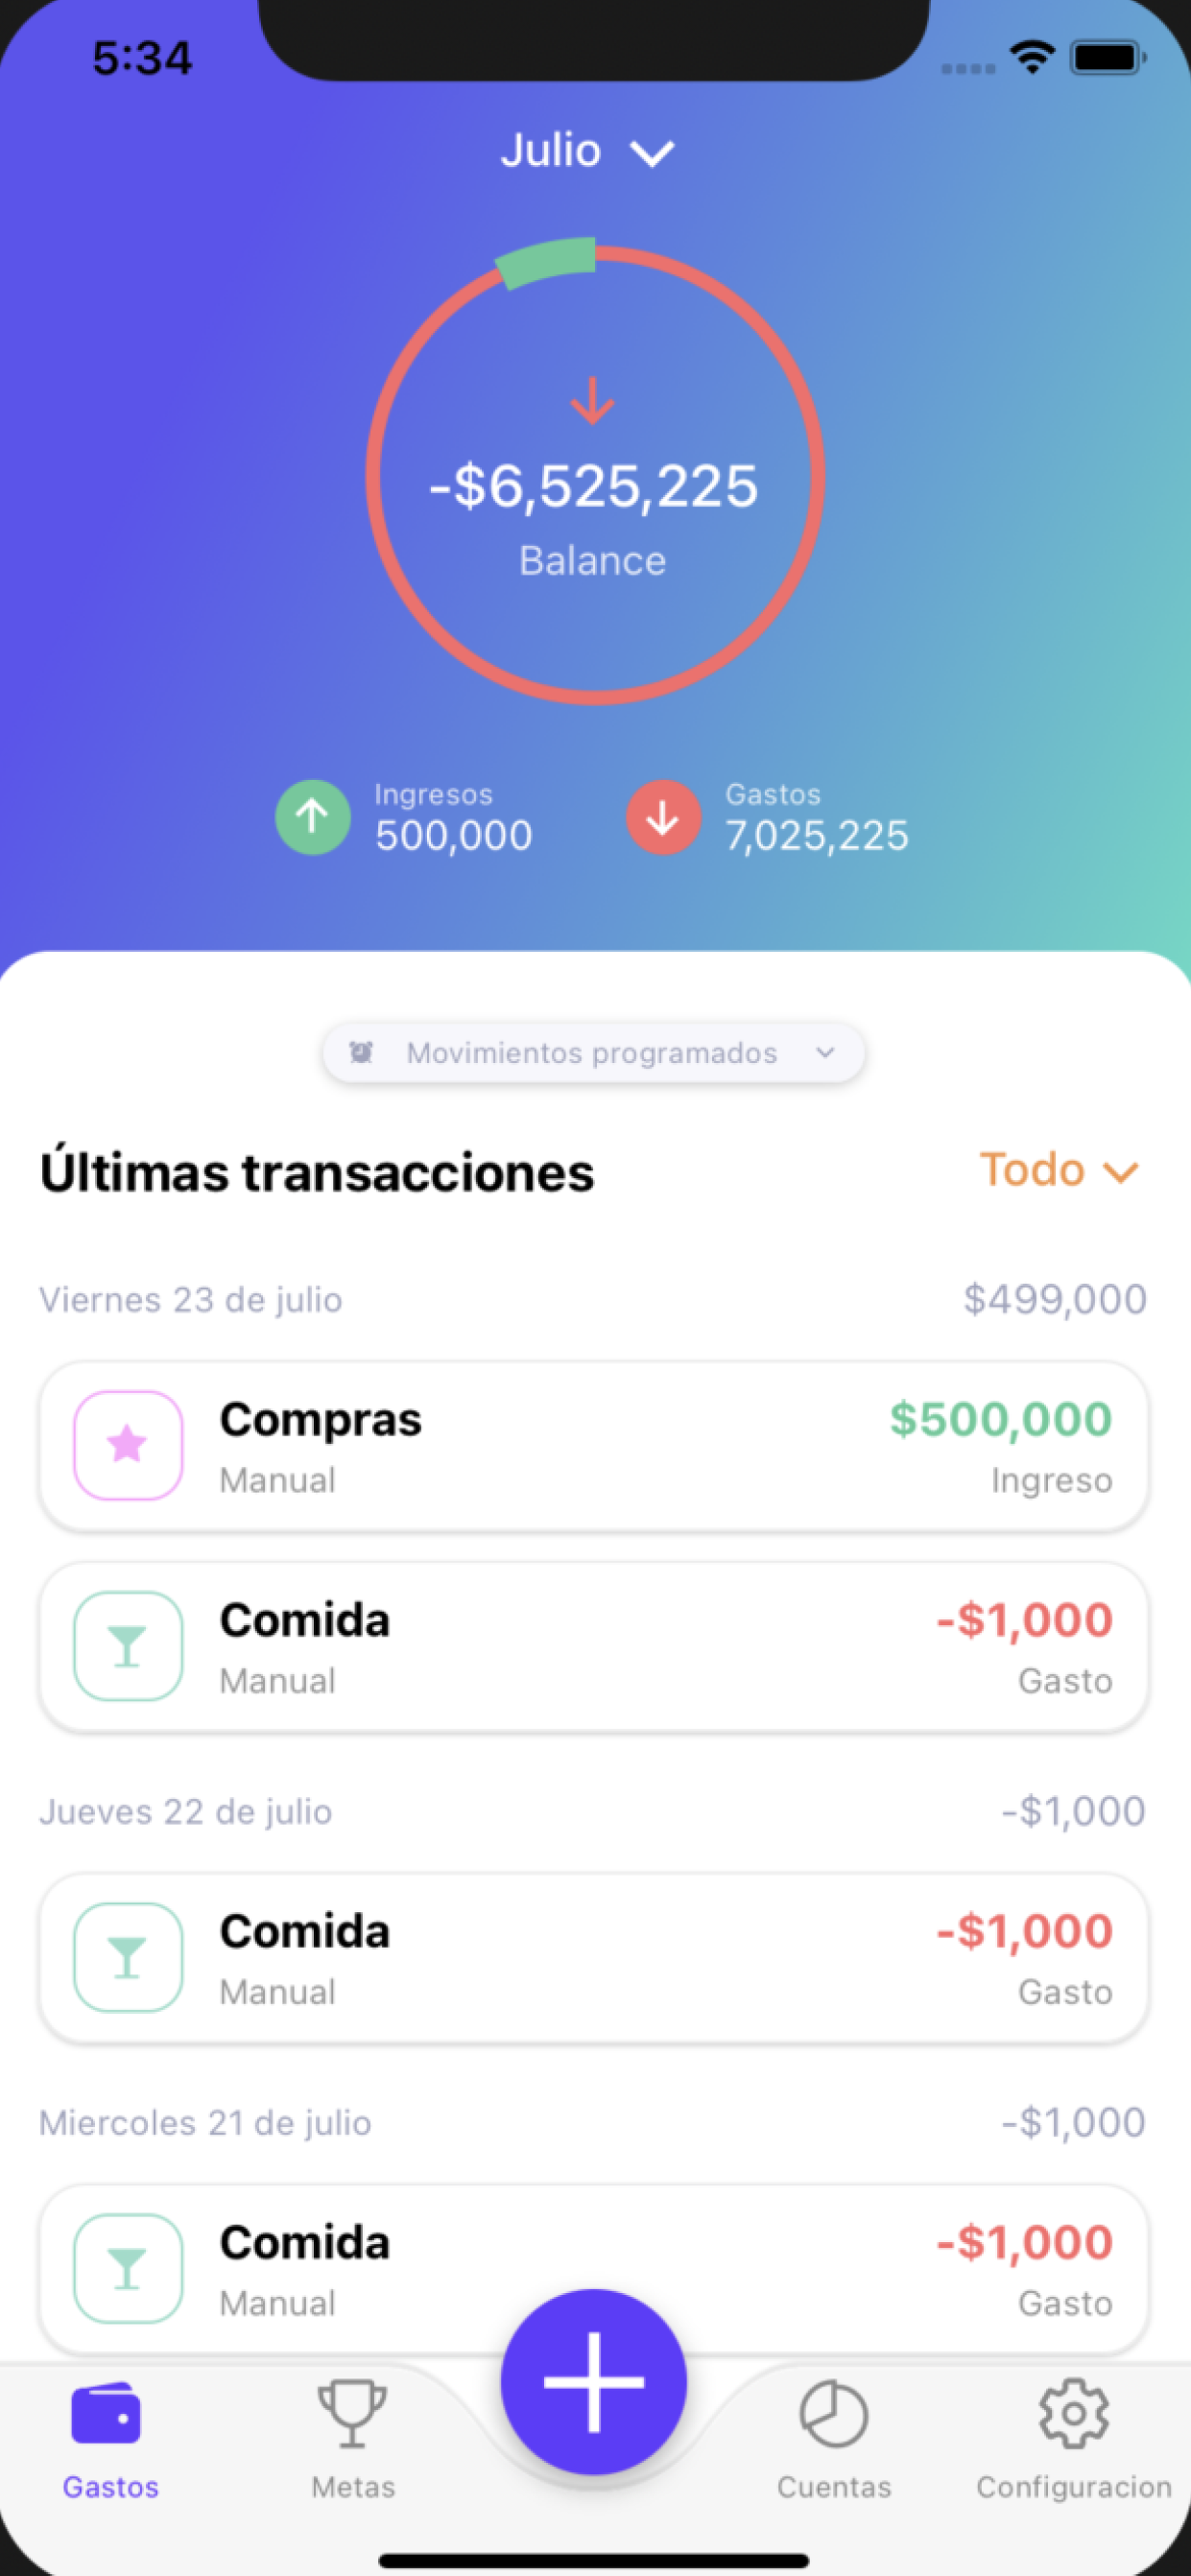 5:34
Julio
-$6,525,225
Balance
Ingresos
500,000
Gastos
7,025,225
Movimientos programados
Últimas transacciones
Todo
Viernes 23 de julio
$499,000
Compras
$500,000
Manual
Ingreso
Comida
-$1,000
Manual
Gasto
Jueves 22 de julio
-$1,000
Comida
-$1,000
Manual
Gasto
Miercoles 21 de julio
-$1,000
Comida
-$1,000
Manual
Gasto
Gastos
Metas
Cuentas
Configuracion